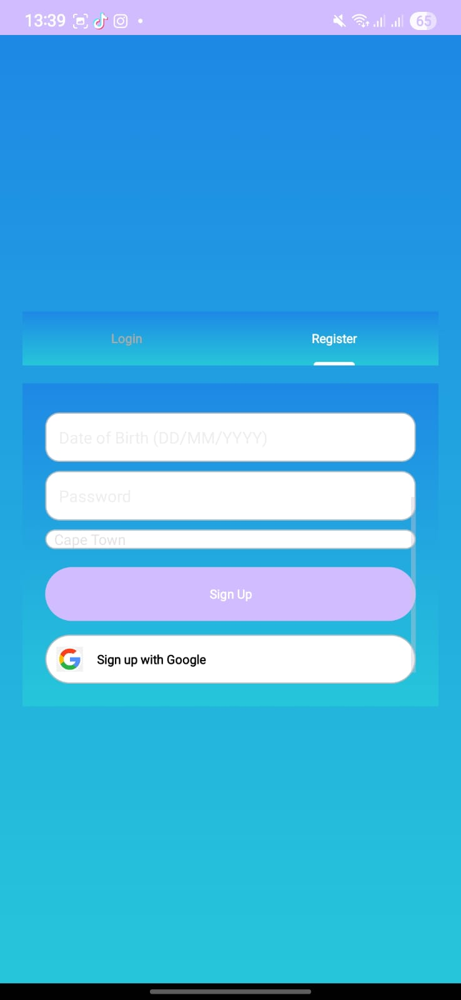 13:39
65
Login
Register
Date of Birth (DD/MM/YYYY)
Password
Cape Town
Sign Up
Sign up with Google